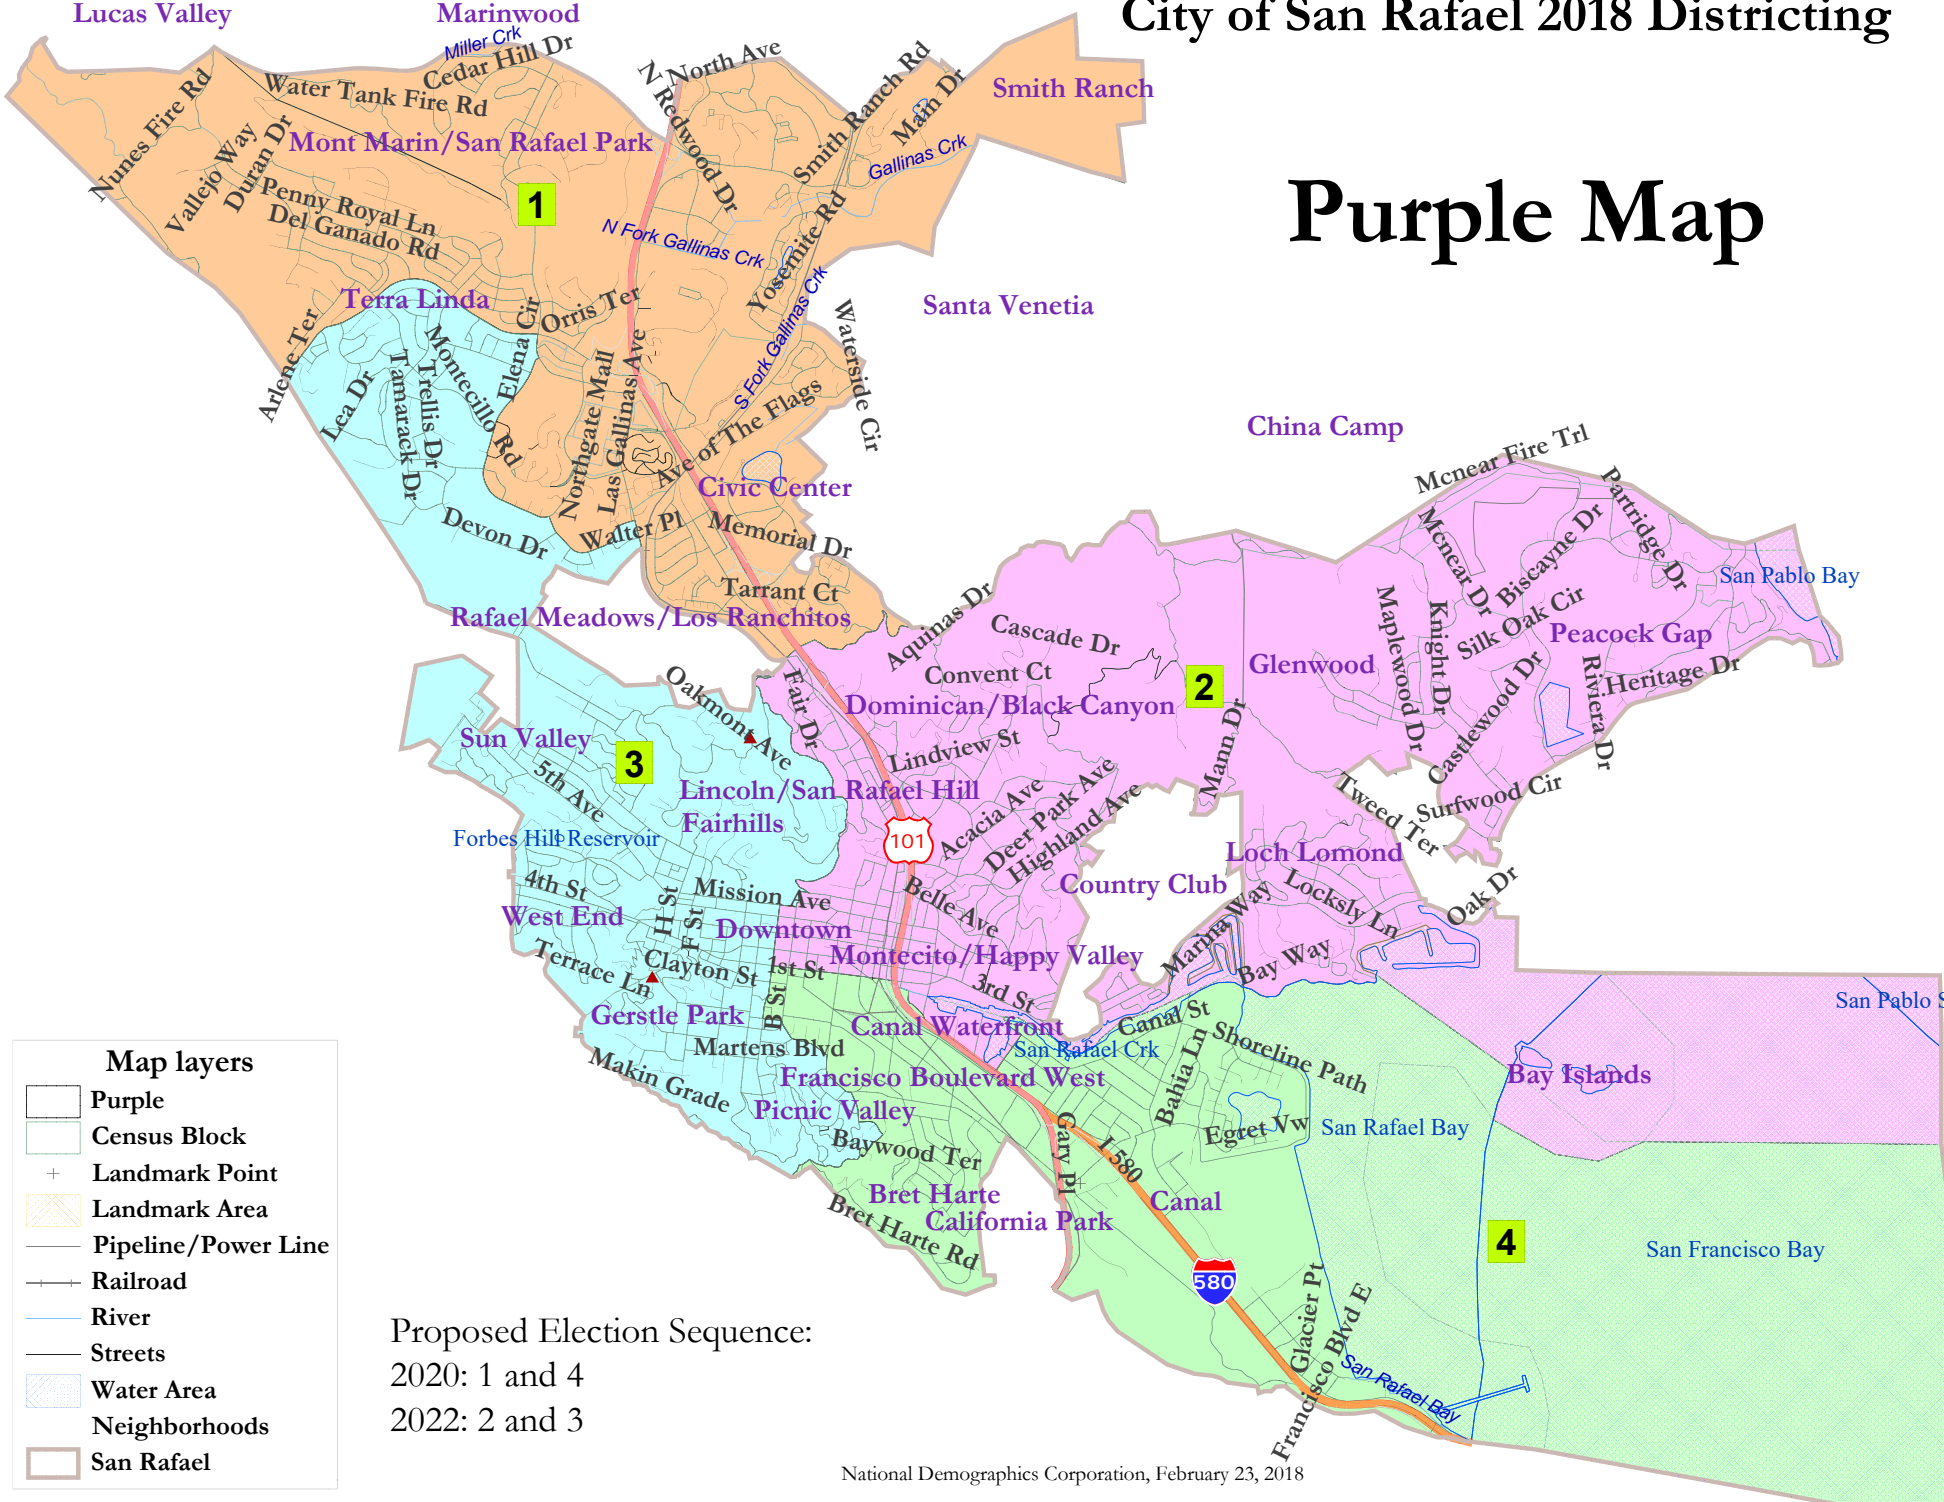 City of San Rafael 2018 Districting
Purple Map
Lucas Valley
Marinwood
Miller Crk
Cedar Hill Dr
Water Tank Fire Rd
North Ave
N Redwood Dr
Smith Ranch Rd
Main Dr
Smith Ranch
Nunes Fire Rd
Mont Marin/San Rafael Park
Gallinas Crk
Vallejo Way
Duran Dr
Penny Royal Ln
Del Ganado Rd
1
N Fork Gallinas Crk
Yosemite Rd
S Fork Gallinas Crk
Santa Venetia
Terra Linda
Orris Ter
Elena Cir
Arlene Ter
Lea Dr
Tamarack Dr
Trellis Dr
Montecillo Rd
Northgate Mall
Las Gallinas Ave
Ave of The Flags
Waterside Cir
Civic Center
Devon Dr
Walter Pl
Memorial Dr
Tarrant Ct
Rafael Meadows/Los Ranchitos
China Camp
Mcnear Fire Trl
Partridge Dr
Mcnear Dr
Biscayne Dr
San Pablo Bay
Aquinas Dr
Cascade Dr
Maplewood Dr
Knight Dr
Silk Oak Cir
Peacock Gap
Convent Ct
Glenwood
Castlewood Dr
Riviera Dr
Heritage Dr
2
Oakmont Ave
Fair Dr
Dominican/Black Canyon
Mann Dr
Lindview St
Sun Valley
3
5th Ave
Lincoln/San Rafael Hill
Fairhills
Forbes Hill Reservoir
101
Acacia Ave
Deer Park Ave
Highland Ave
Tweed Ter
Surfwood Cir
Loch Lomond
Country Club
Locksly Ln
Oak Dr
4th St
West End
H St
F St
Mission Ave
Belle Ave
Downtown
Montecito/Happy Valley
Marina Way
Bay Way
Terrace Ln
Clayton St
1st St
3rd St
B St
Gerstle Park
Canal Waterfront
Canal St
San Rafael Crk
Shoreline Path
Bahia Ln
San Pablo S
Bay Islands
Makin Grade
Martens Blvd
Francisco Boulevard West
Picnic Valley
Gary Pl
I 580
Egret Vw
San Rafael Bay
Baywood Ter
Bret Harte
California Park
Canal
Bret Harte Rd
4
San Francisco Bay
580
Glacier Pt
Francisco Blvd E
San Rafael Bay
Map layers
Purple
Census Block
Landmark Point
Landmark Area
Pipeline/Power Line
Railroad
River
Streets
Water Area
Neighborhoods
San Rafael
Proposed Election Sequence:
2020: 1 and 4
2022: 2 and 3
National Demographics Corporation, February 23, 2018